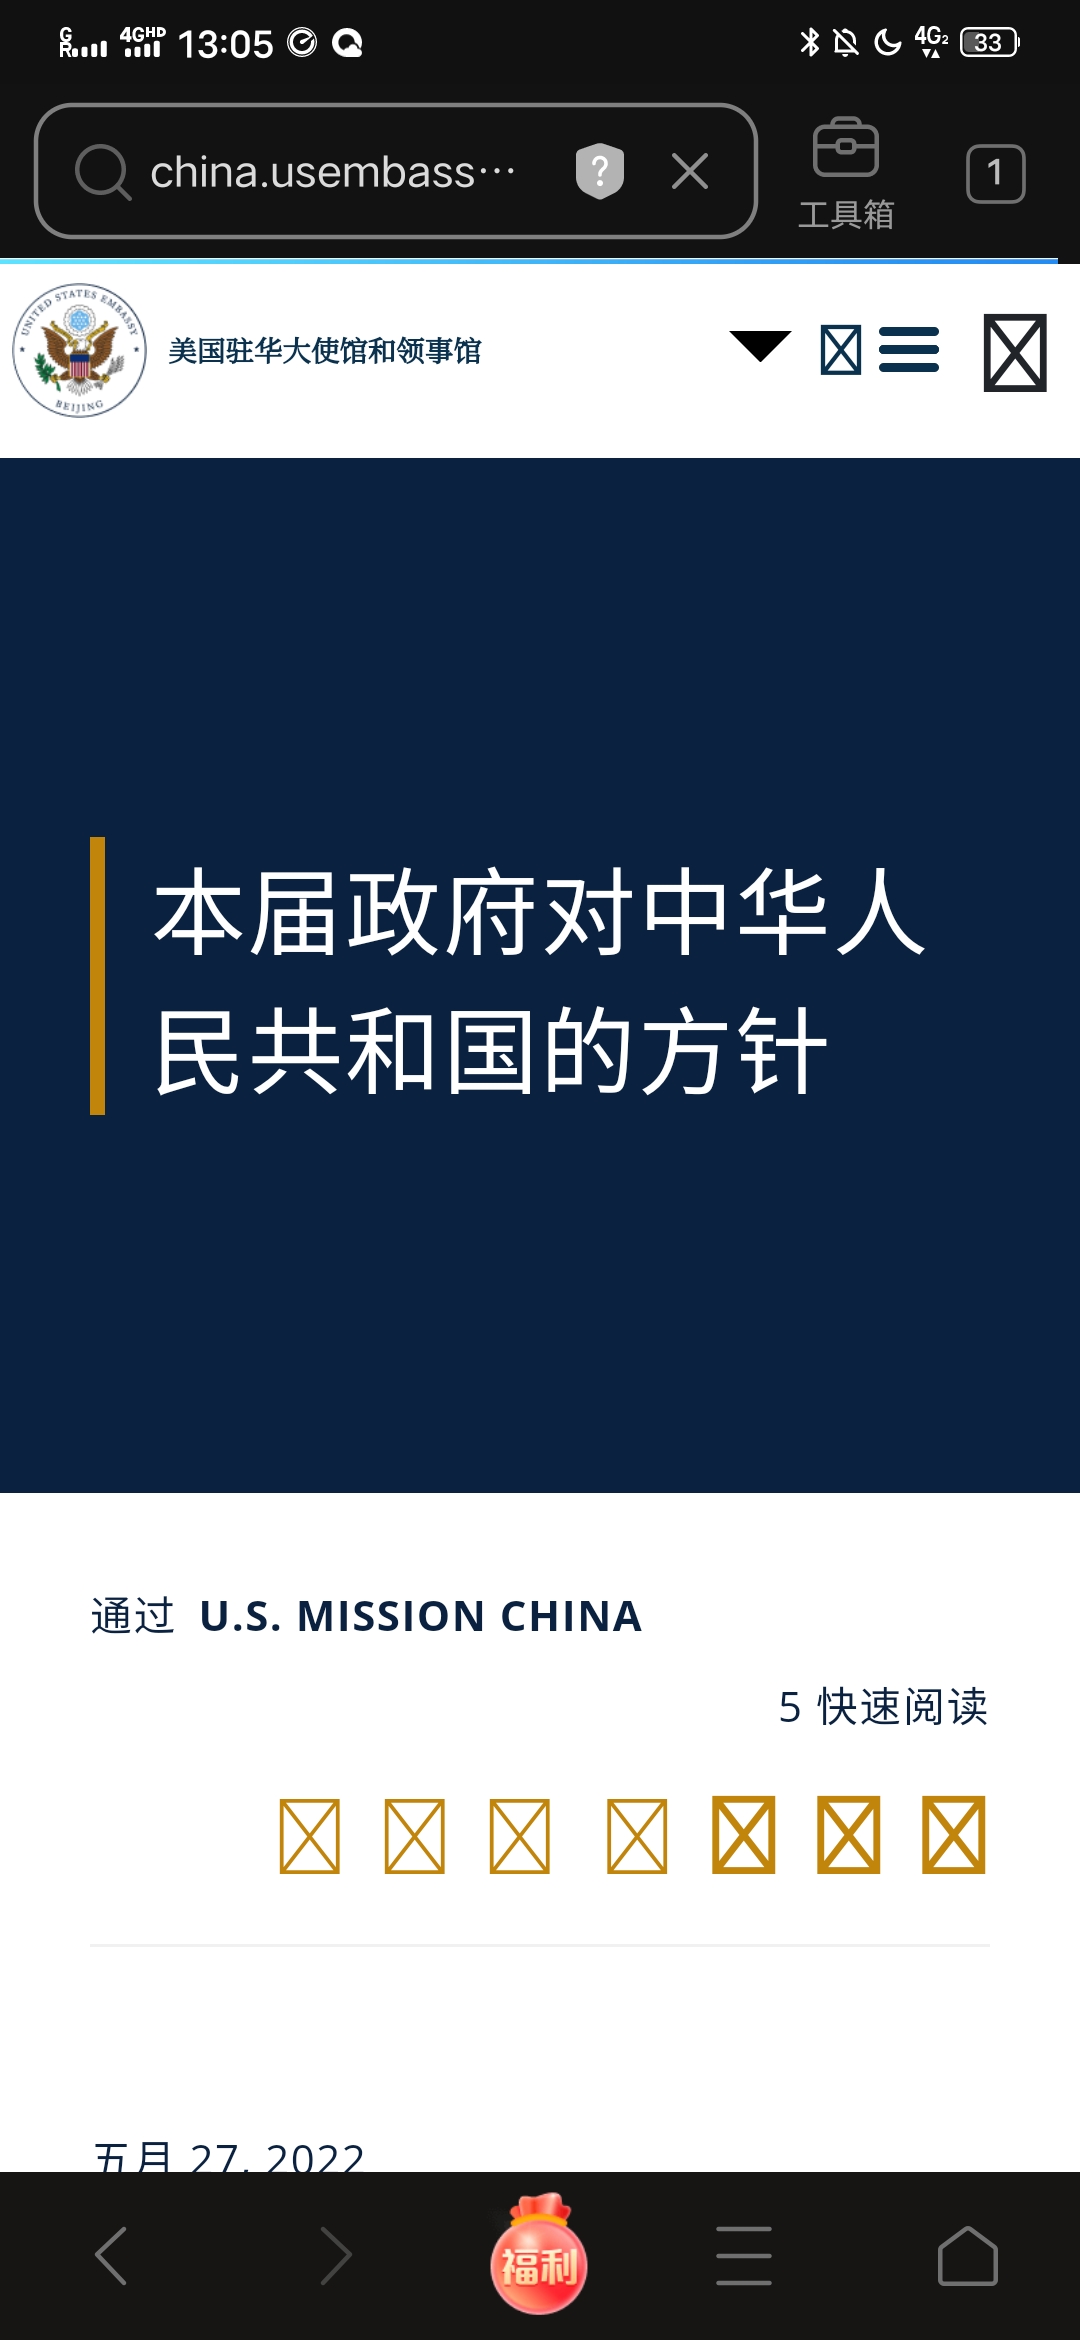 13:05
4GHD
4G2
33
china.usembass…
工具箱
1
UNITED STATES EMBASSY
BEIJING
美国驻华大使馆和领事馆
本届政府对中华人
民共和国的方针
通过 U.S. MISSION CHINA
5 快速阅读
五月 27, 2022
福利